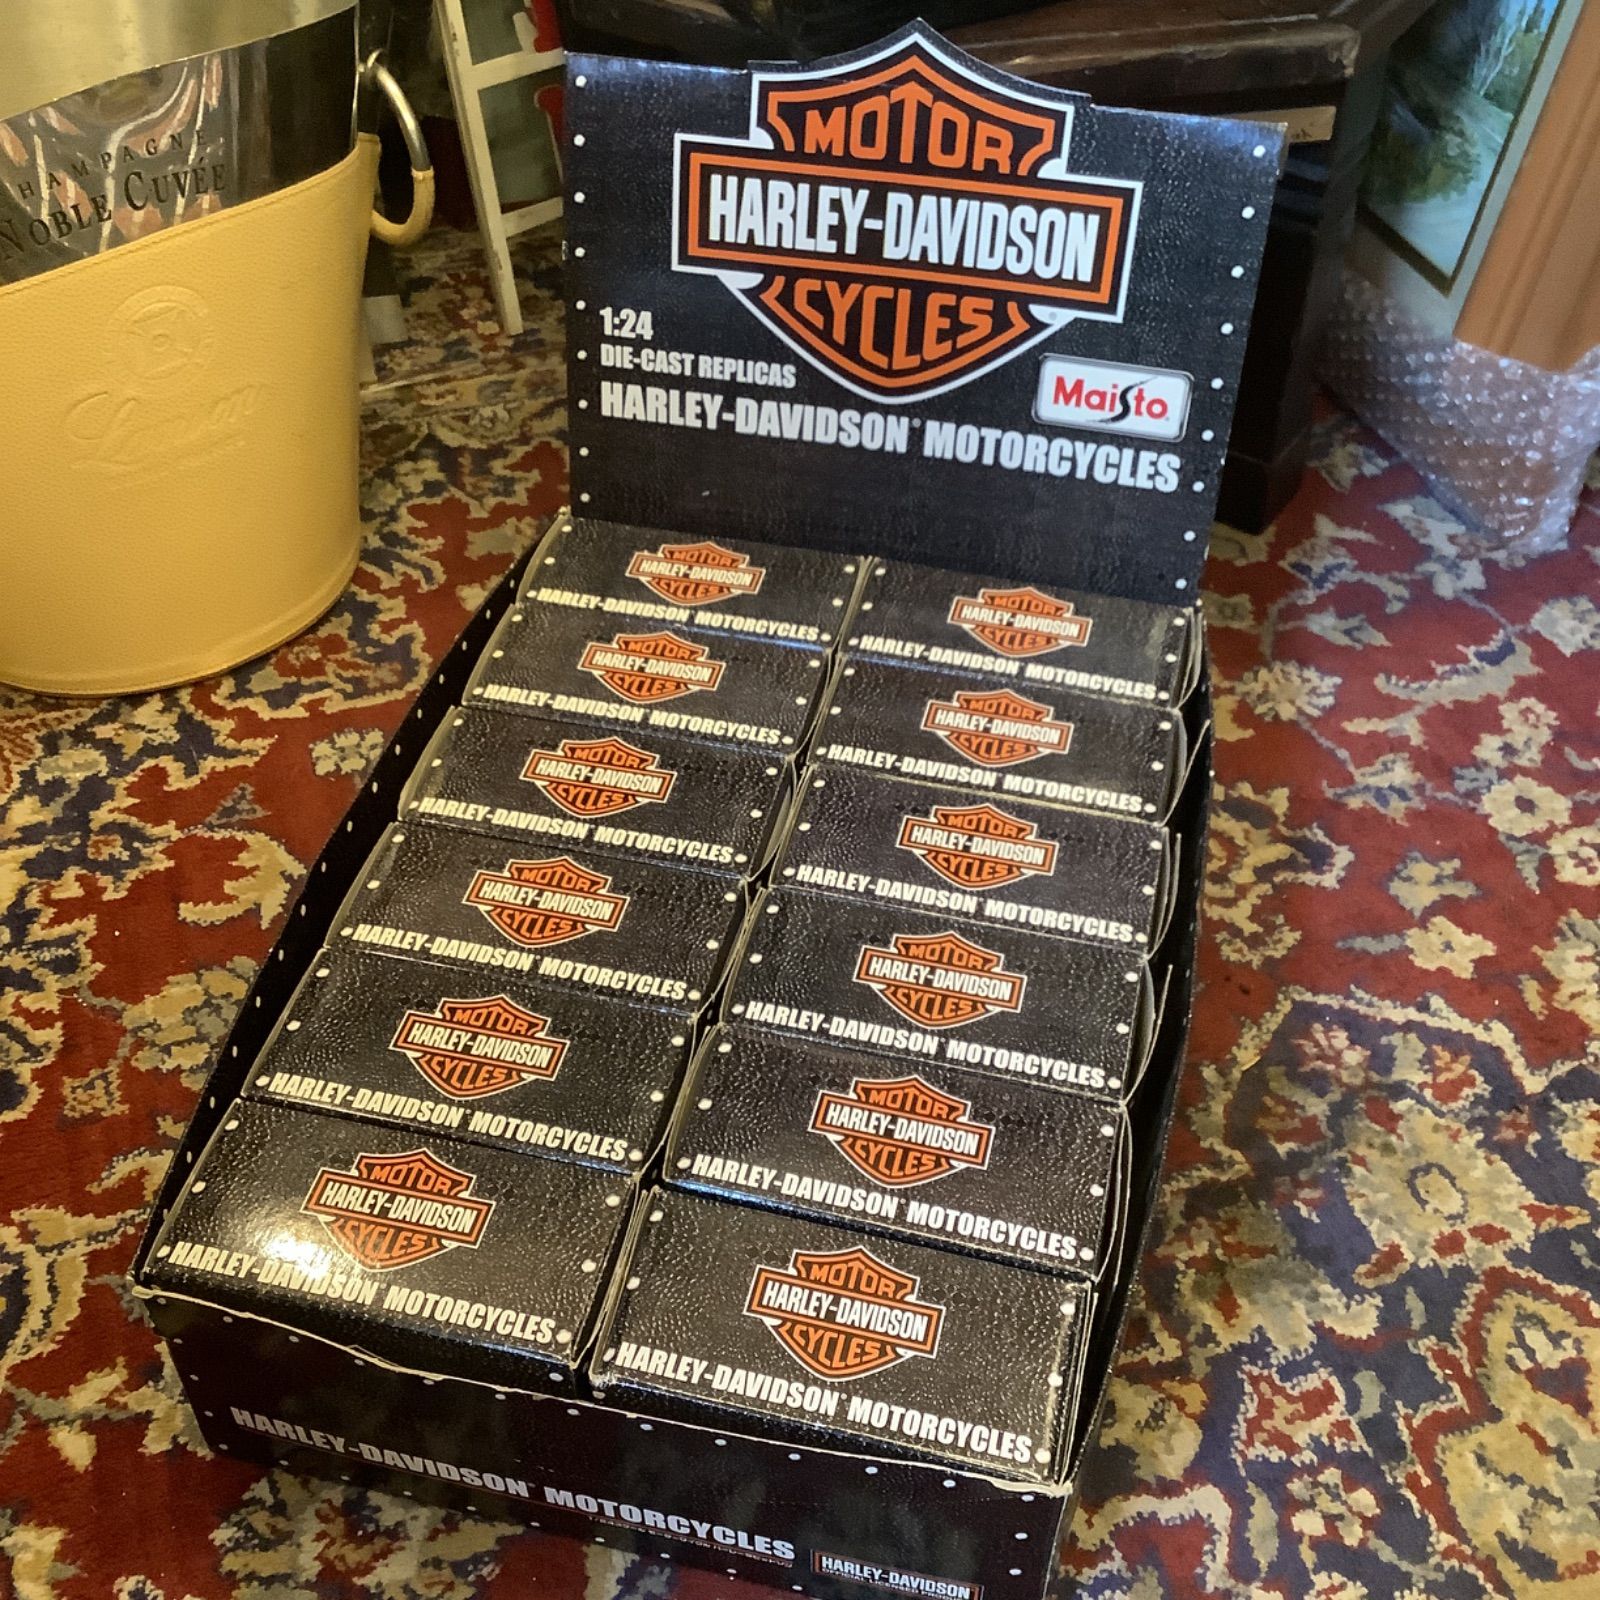 CHAMPAGNE
NOBLE CUVÉE
Lanson
MOTOR
HARLEY-DAVIDSON
CYCLES
1:24
DIE-CAST REPLICAS
Maisto
HARLEY-DAVIDSON MOTORCYCLES
MOTOR
HARLEY-DAVIDSON
CYCLES
HARLEY-DAVIDSON MOTORCYCLES
MOTOR
HARLEY-DAVIDSON
CYCLES
HARLEY-DAVIDSON MOTORCYCLES
MOTOR
HARLEY-DAVIDSON
CYCLES
HARLEY-DAVIDSON MOTORCYCLES
MOTOR
HARLEY-DAVIDSON
CYCLES
HARLEY-DAVIDSON MOTORCYCLES
MOTOR
HARLEY-DAVIDSON
CYCLES
HARLEY-DAVIDSON MOTORCYCLES
MOTOR
HARLEY-DAVIDSON
CYCLES
HARLEY-DAVIDSON MOTORCYCLES
MOTOR
HARLEY-DAVIDSON
CYCLES
HARLEY-DAVIDSON MOTORCYCLES
MOTOR
HARLEY-DAVIDSON
CYCLES
HARLEY-DAVIDSON MOTORCYCLES
MOTOR
HARLEY-DAVIDSON
CYCLES
HARLEY-DAVIDSON MOTORCYCLES
MOTOR
HARLEY-DAVIDSON
CYCLES
HARLEY-DAVIDSON MOTORCYCLES
MOTOR
HARLEY-DAVIDSON
CYCLES
HARLEY-DAVIDSON MOTORCYCLES
MOTOR
HARLEY-DAVIDSON
CYCLES
HARLEY-DAVIDSON MOTORCYCLES
HARLEY-DAVIDSON MOTORCYCLES
HARLEY-DAVIDSON
OFFICIAL LICENSED PRODUCT